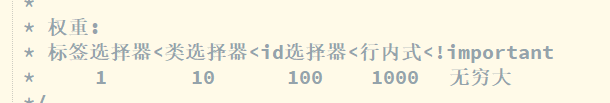 *
* 权重:
* 标签选择器<类选择器<id选择器<行内式<!important
* 1 10 100 1000 无穷大
*/